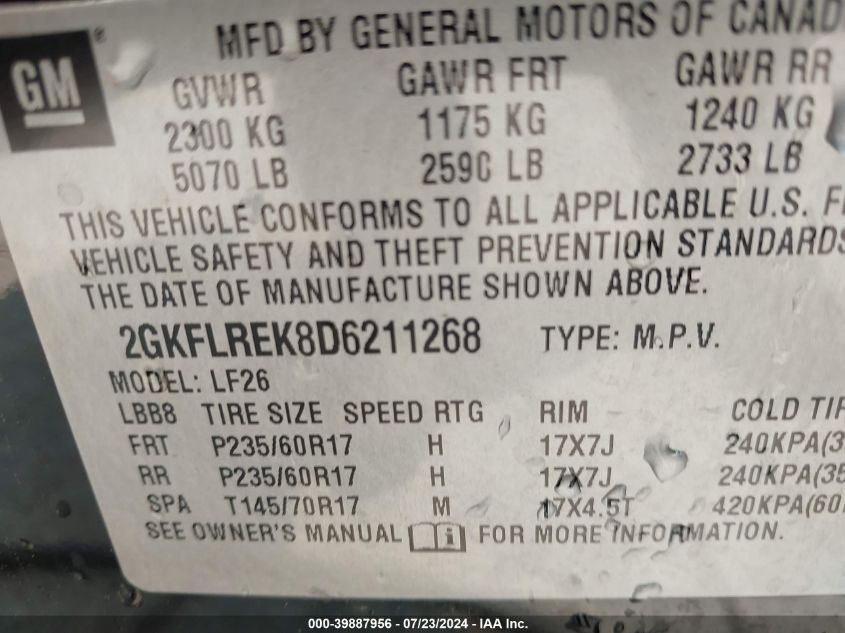 MFD BY GENERAL MOTORS OF CANAD
GM ®
GVWR GAWR FRT GAWR RR
2300 KG 1175 KG 1240 KG
5070 LB 2590 LB 2733 LB
THIS VEHICLE CONFORMS TO ALL APPLICABLE U.S. FE
VEHICLE SAFETY AND THEFT PREVENTION STANDARDS
THE DATE OF MANUFACTURE SHOWN ABOVE.
2GKFLREK8D6211268 TYPE: M.P.V.
MODEL: LF26
LBB8 TIRE SIZE SPEED RTG RIM COLD TIR
FRT P235/60R17 H 17X7J 240KPA(3
RR P235/60R17 H 17X7J 240KPA(35
SPA T145/70R17 M 17X4.5T 420KPA(60
SEE OWNER'S MANUAL i FOR MORE INFORMATION.
000-39887956 / 07/23/2024 - IAA Inc.